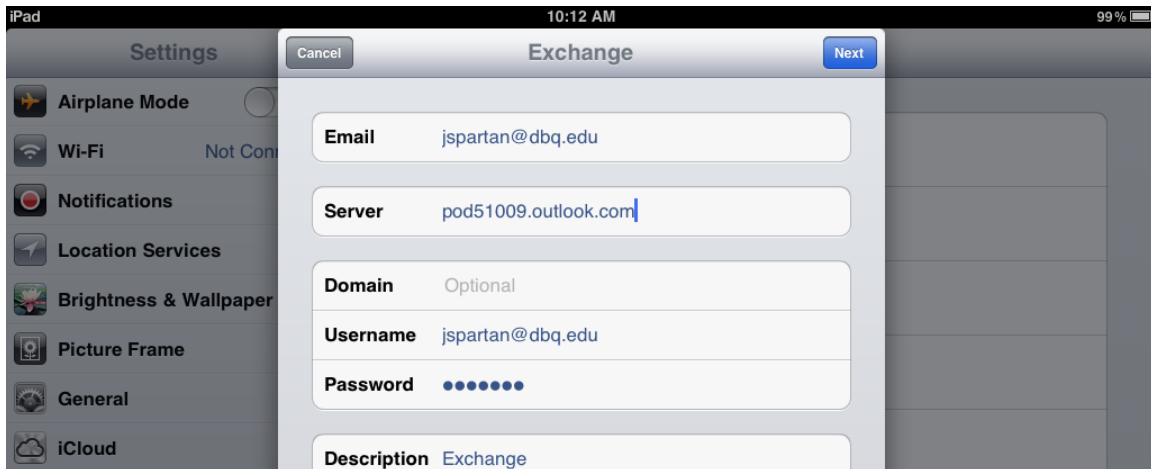 iPad 10:12 AM 99%
Settings
Cancel Exchange Next
Airplane Mode
Wi-Fi Not Conn
Notifications
Location Services
Brightness & Wallpaper
Picture Frame
General
iCloud
Email jspartan@dbq.edu
Server pod51009.outlook.com
Domain Optional
Username jspartan@dbq.edu
Password •••••••
Description Exchange